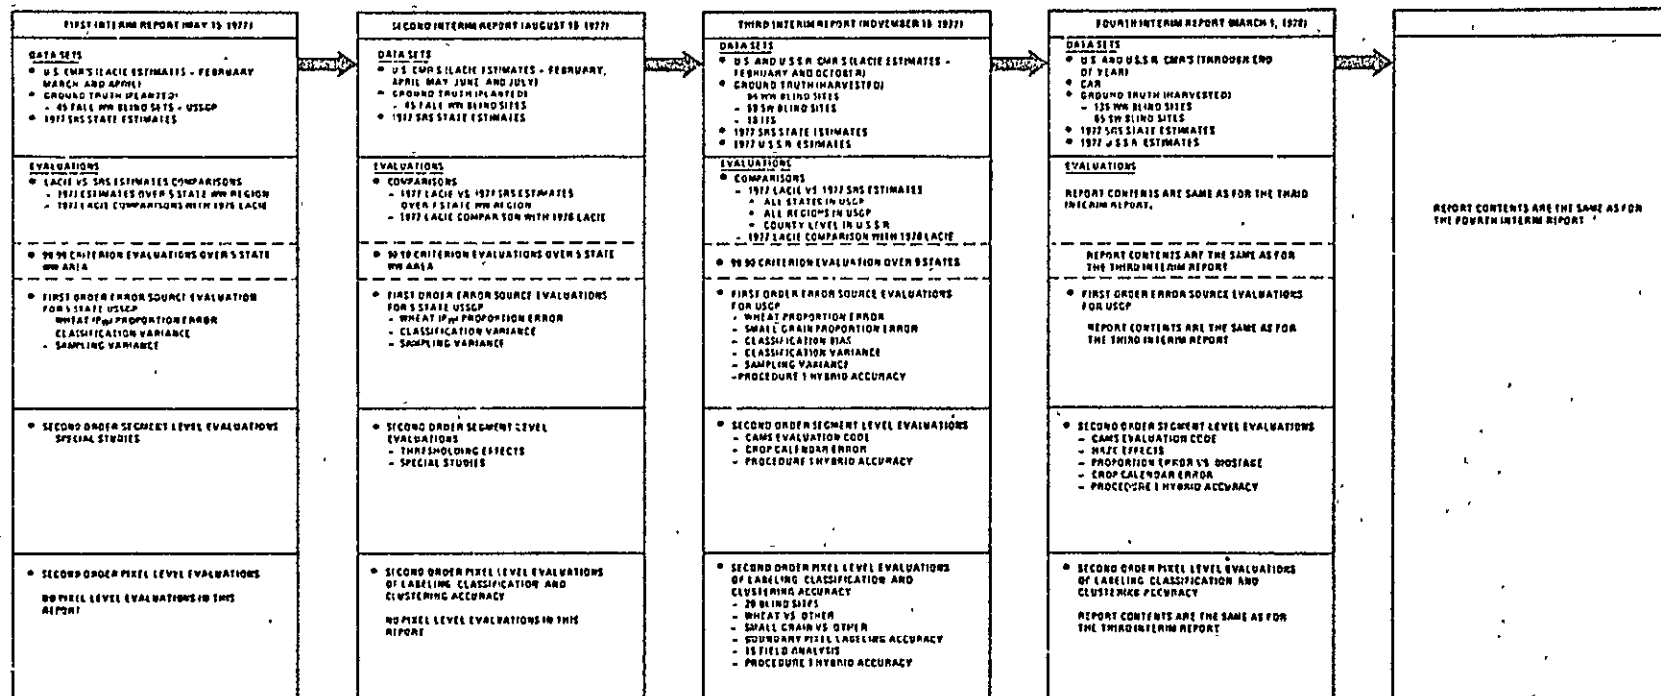 FIRST INTERIM REPORT (MAY 15 1977)
DATA SETS
• U.S. CMR'S (LACIE ESTIMATES - FEBRUARY
MARCH AND APRIL)
• GROUND TRUTH (PLANTED)
- 45 FALL WW BLIND SETS - USSGP
• 1977 SRS STATE ESTIMATES
EVALUATIONS
• LACIE VS SRS ESTIMATES COMPARISONS
- 1977 ESTIMATES OVER 5 STATE WW REGION
- 1977 LACIE COMPARISONS WITH 1976 LACIE
• 90 90 CRITERION EVALUATIONS OVER 5 STATE
WW AREA
• FIRST ORDER ERROR SOURCE EVALUATION
FOR 5 STATE USSGP
WHEAT PROPORTION ERROR
CLASSIFICATION VARIANCE
- SAMPLING VARIANCE
• SECOND ORDER SEGMENT LEVEL EVALUATIONS
SPECIAL STUDIES
• SECOND ORDER PIXEL LEVEL EVALUATIONS
NO PIXEL LEVEL EVALUATIONS IN THIS
REPORT
SECOND INTERIM REPORT (AUGUST 15 1977)
DATA SETS
• U.S. CMR'S (LACIE ESTIMATES - FEBRUARY,
APRIL MAY JUNE AND JULY)
• GROUND TRUTH (PLANTED)
- 45 FALL WW BLIND SITES
• 1977 SRS STATE ESTIMATES
EVALUATIONS
• COMPARISONS
- 1977 LACIE VS 1977 SRS ESTIMATES
OVER 7 STATE WW REGION
- 1977 LACIE COMPARISON WITH 1976 LACIE
• 90 90 CRITERION EVALUATIONS OVER 5 STATE
WW AREA
• FIRST ORDER ERROR SOURCE EVALUATIONS
FOR 5 STATE USSGP
- WHEAT PROPORTION ERROR
- CLASSIFICATION VARIANCE
- SAMPLING VARIANCE
• SECOND ORDER SEGMENT LEVEL
EVALUATIONS
- THRESHOLDING EFFECTS
- SPECIAL STUDIES
• SECOND ORDER PIXEL LEVEL EVALUATIONS
OF LABELING CLASSIFICATION AND
CLUSTERING ACCURACY
NO PIXEL LEVEL EVALUATIONS IN THIS
REPORT
THIRD INTERIM REPORT (NOVEMBER 15 1977)
DATA SETS
• U.S. AND U.S.S.R. CMR'S (LACIE ESTIMATES -
FEBRUARY AND OCTOBER)
• GROUND TRUTH (HARVESTED)
WW BLIND SITES
- SW BLIND SITES
- ITS
• 1977 SRS STATE ESTIMATES
• 1977 U.S.S.R. ESTIMATES
EVALUATIONS
• COMPARISONS
- 1977 LACIE VS 1977 SRS ESTIMATES
• ALL STATES IN USGP
• ALL REGIONS IN USGP
• COUNTY LEVEL IN U.S.S.R
- 1977 LACIE COMPARISON WITH 1976 LACIE
• 90 90 CRITERION EVALUATION OVER 9 STATES
• FIRST ORDER ERROR SOURCE EVALUATIONS
FOR USGP
- WHEAT PROPORTION ERROR
- SMALL GRAIN PROPORTION ERROR
- CLASSIFICATION BIAS
- CLASSIFICATION VARIANCE
- SAMPLING VARIANCE
- PROCEDURE 1 HYBRID ACCURACY
• SECOND ORDER SEGMENT LEVEL EVALUATIONS
- CAMS EVALUATION CODE
- CROP CALENDAR ERROR
- PROCEDURE 1 HYBRID ACCURACY
• SECOND ORDER PIXEL LEVEL EVALUATIONS
OF LABELING CLASSIFICATION AND
CLUSTERING ACCURACY
- 20 BLIND SITES
- WHEAT VS OTHER
- SMALL GRAIN VS OTHER
- BOUNDARY PIXEL LABELING ACCURACY
- FIELD ANALYSIS
- PROCEDURE 1 HYBRID ACCURACY
FOURTH INTERIM REPORT (MARCH 1, 1978)
DATA SETS
• U.S. AND U.S.S.R. CMR'S (THROUGH END
OF YEAR)
• CAR
• GROUND TRUTH (HARVESTED)
- 135 WW BLIND SITES
65 SW BLIND SITES
• 1977 SRS STATE ESTIMATES
• 1977 U.S.S.R. ESTIMATES
EVALUATIONS
REPORT CONTENTS ARE SAME AS FOR THE THIRD
INTERIM REPORT.
REPORT CONTENTS ARE THE SAME AS FOR
THE THIRD INTERIM REPORT
• FIRST ORDER ERROR SOURCE EVALUATIONS
FOR USGP
REPORT CONTENTS ARE THE SAME AS FOR
THE THIRD INTERIM REPORT
• SECOND ORDER SEGMENT LEVEL EVALUATIONS
- CAMS EVALUATION CODE
- HAZE EFFECTS
- PROPORTION ERROR VS. BIOSTAGE
- CROP CALENDAR ERROR
- PROCEDURE 1 HYBRID ACCURACY
• SECOND ORDER PIXEL LEVEL EVALUATIONS
OF LABELING CLASSIFICATION AND
CLUSTERING ACCURACY
REPORT CONTENTS ARE THE SAME AS FOR
THE THIRD INTERIM REPORT
REPORT CONTENTS ARE THE SAME AS FOR
THE FOURTH INTERIM REPORT